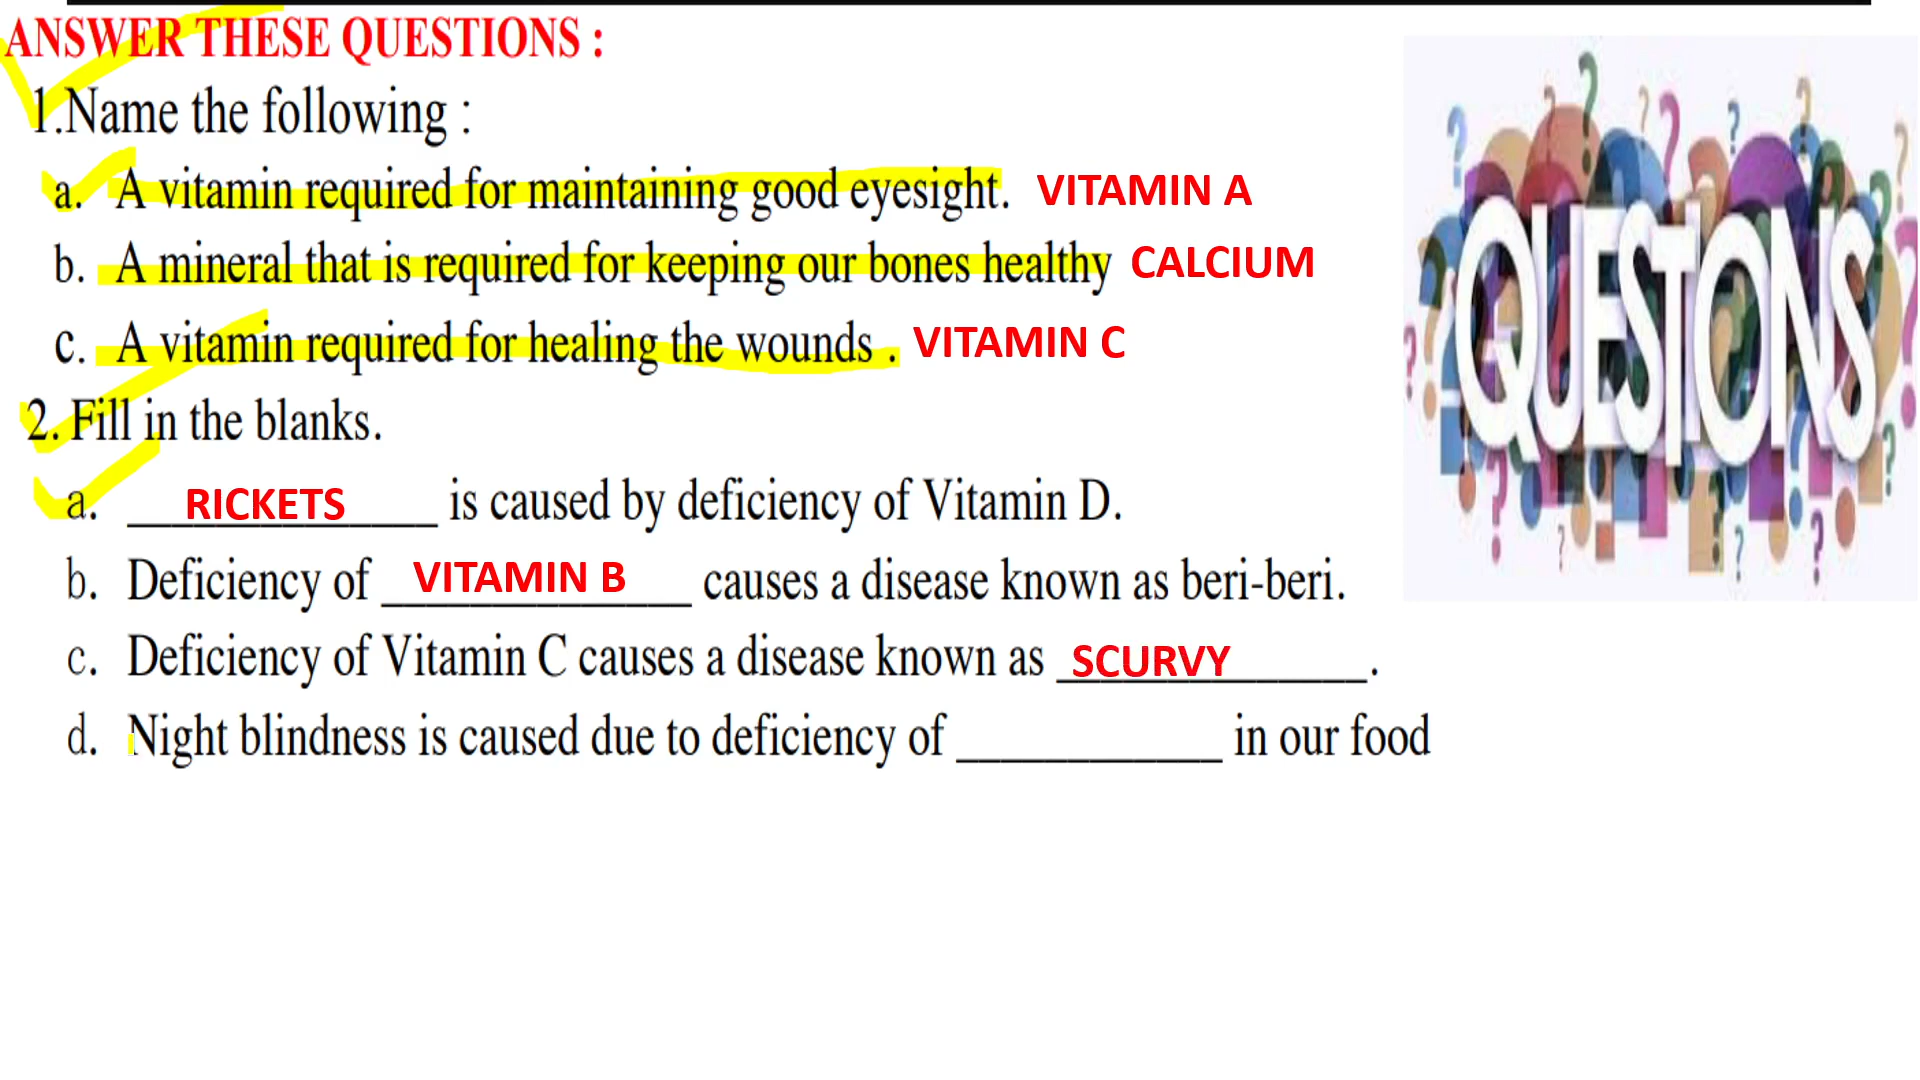 ANSWER THESE QUESTIONS :
1.Name the following :
a. A vitamin required for maintaining good eyesight. VITAMIN A
b. A mineral that is required for keeping our bones healthy CALCIUM
c. A vitamin required for healing the wounds . VITAMIN C
2. Fill in the blanks.
a. RICKETS is caused by deficiency of Vitamin D.
b. Deficiency of VITAMIN B causes a disease known as beri-beri.
c. Deficiency of Vitamin C causes a disease known as SCURVY.
d. Night blindness is caused due to deficiency of ____________ in our food
QUESTIONS